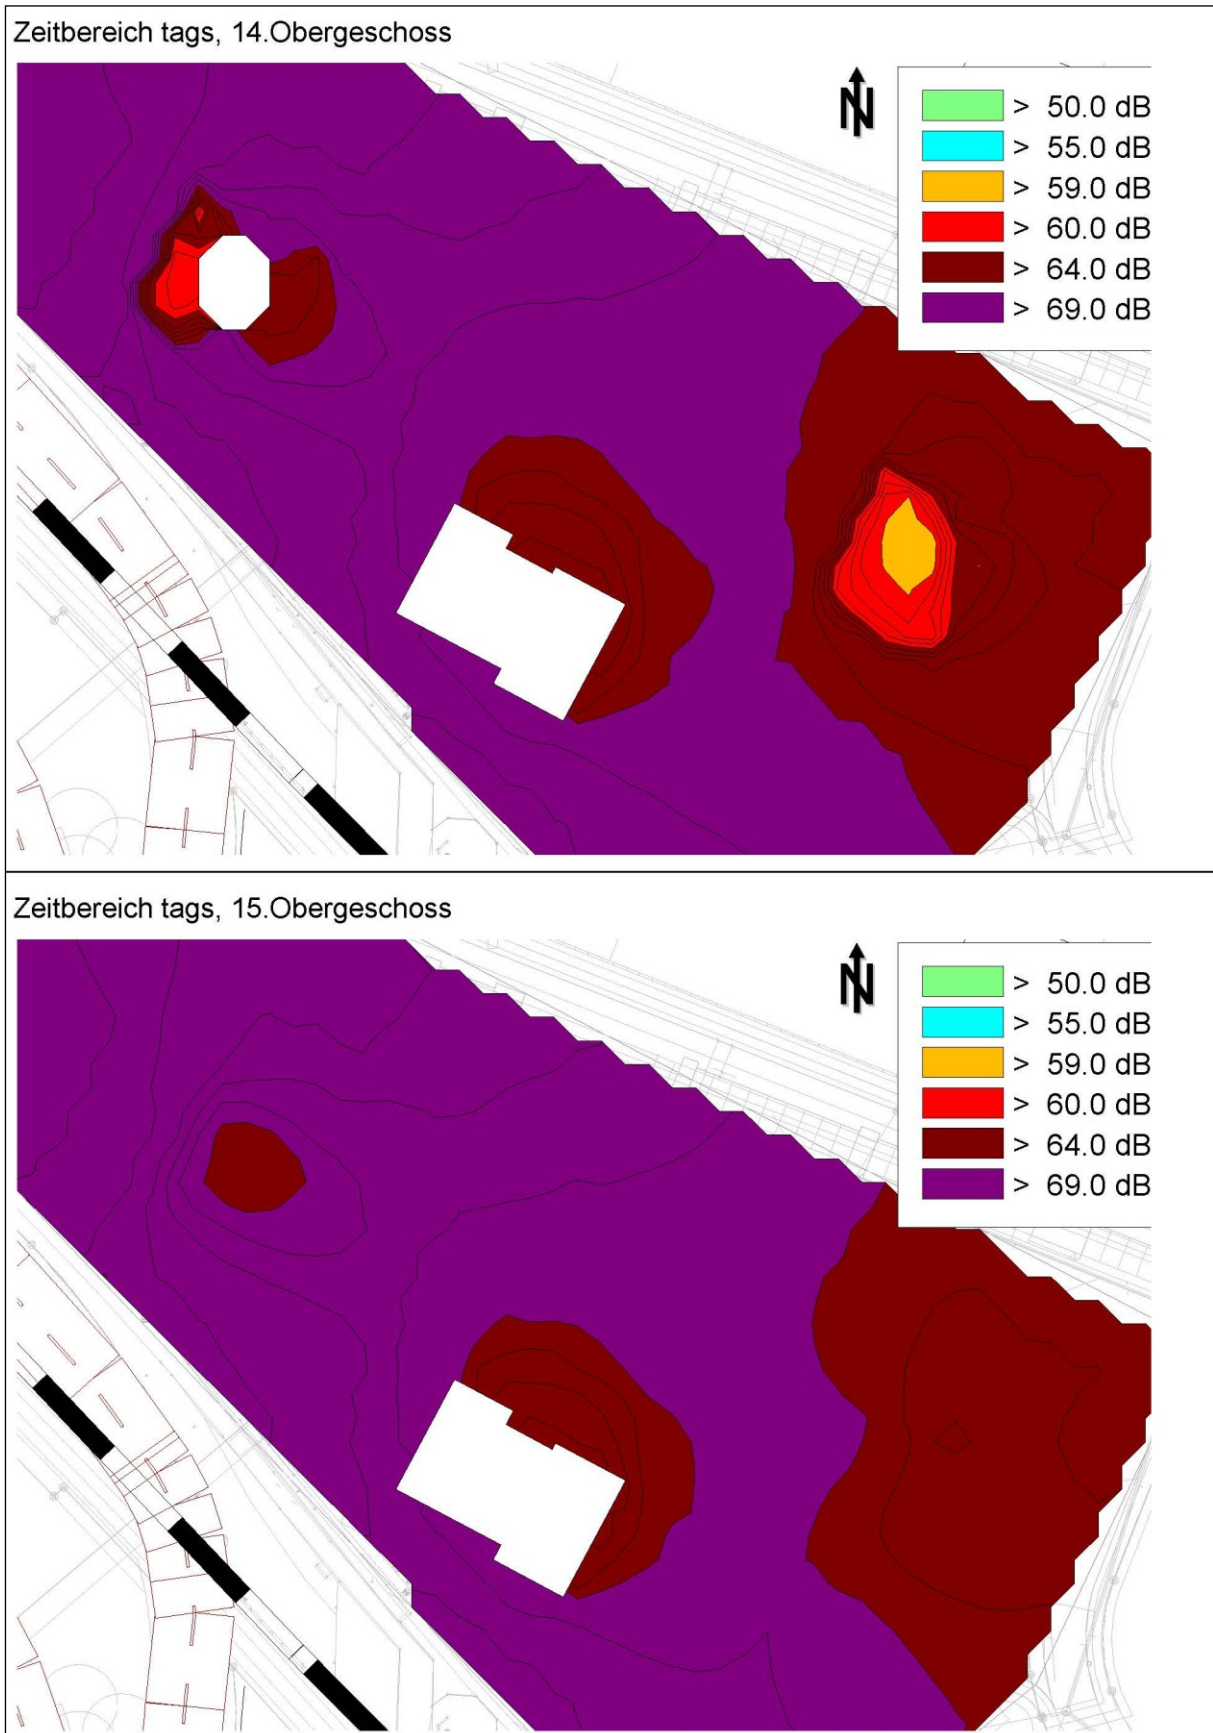 Zeitbereich tags, 14.Obergeschoss
N
> 50.0 dB
> 55.0 dB
> 59.0 dB
> 60.0 dB
> 64.0 dB
> 69.0 dB
Zeitbereich tags, 15.Obergeschoss
N
> 50.0 dB
> 55.0 dB
> 59.0 dB
> 60.0 dB
> 64.0 dB
> 69.0 dB